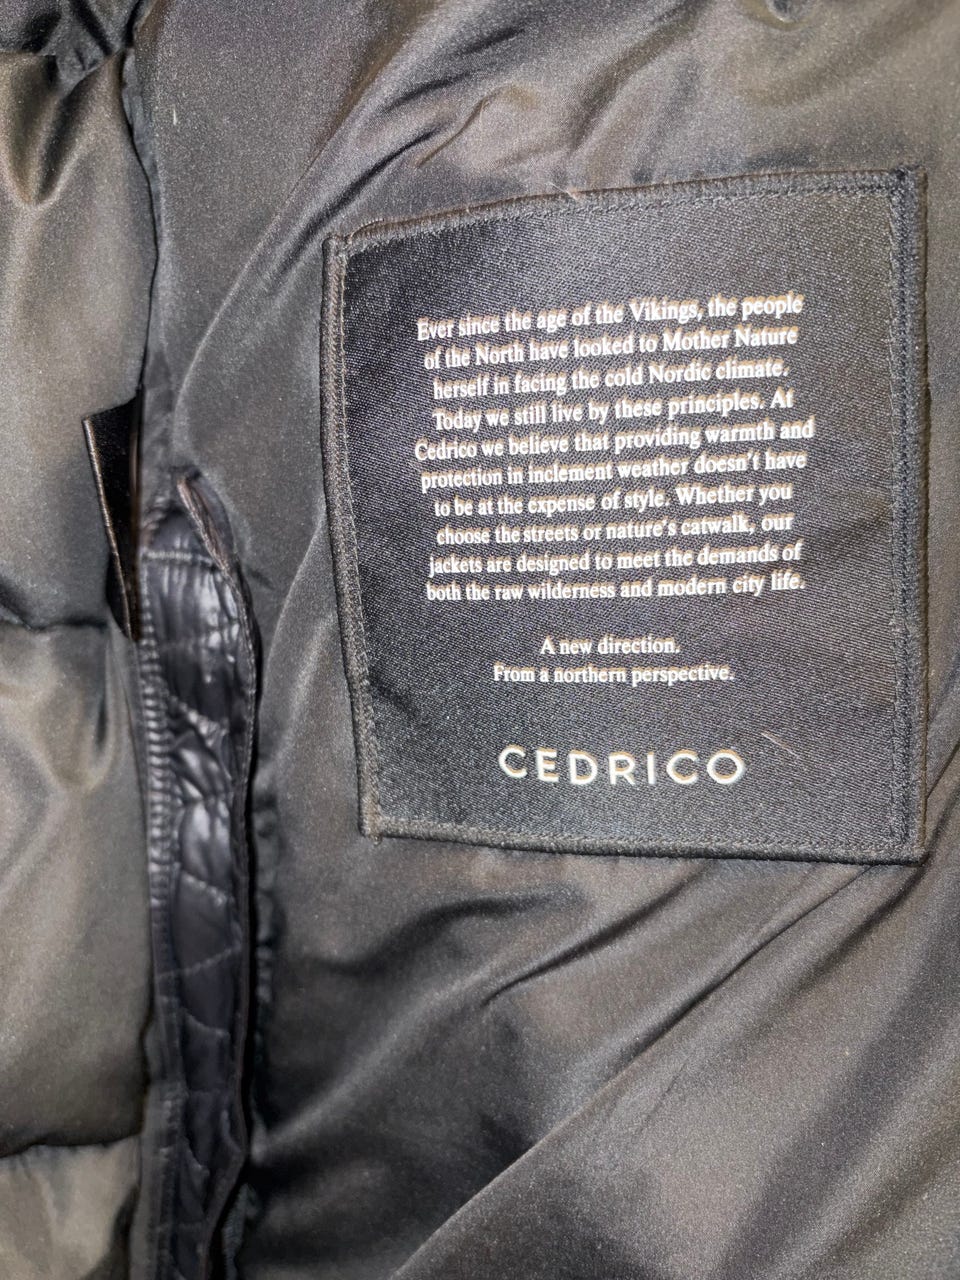 Ever since the age of the Vikings, the people
of the North have looked to Mother Nature
herself in facing the cold Nordic climate.
Today we still live by these principles. At
Cedrico we believe that providing warmth and
protection in inclement weather doesn't have
to be at the expense of style. Whether you
choose the streets or nature's catwalk, our
jackets are designed to meet the demands of
both the raw wilderness and modern city life.
A new direction.
From a northern perspective.
CEDRICO